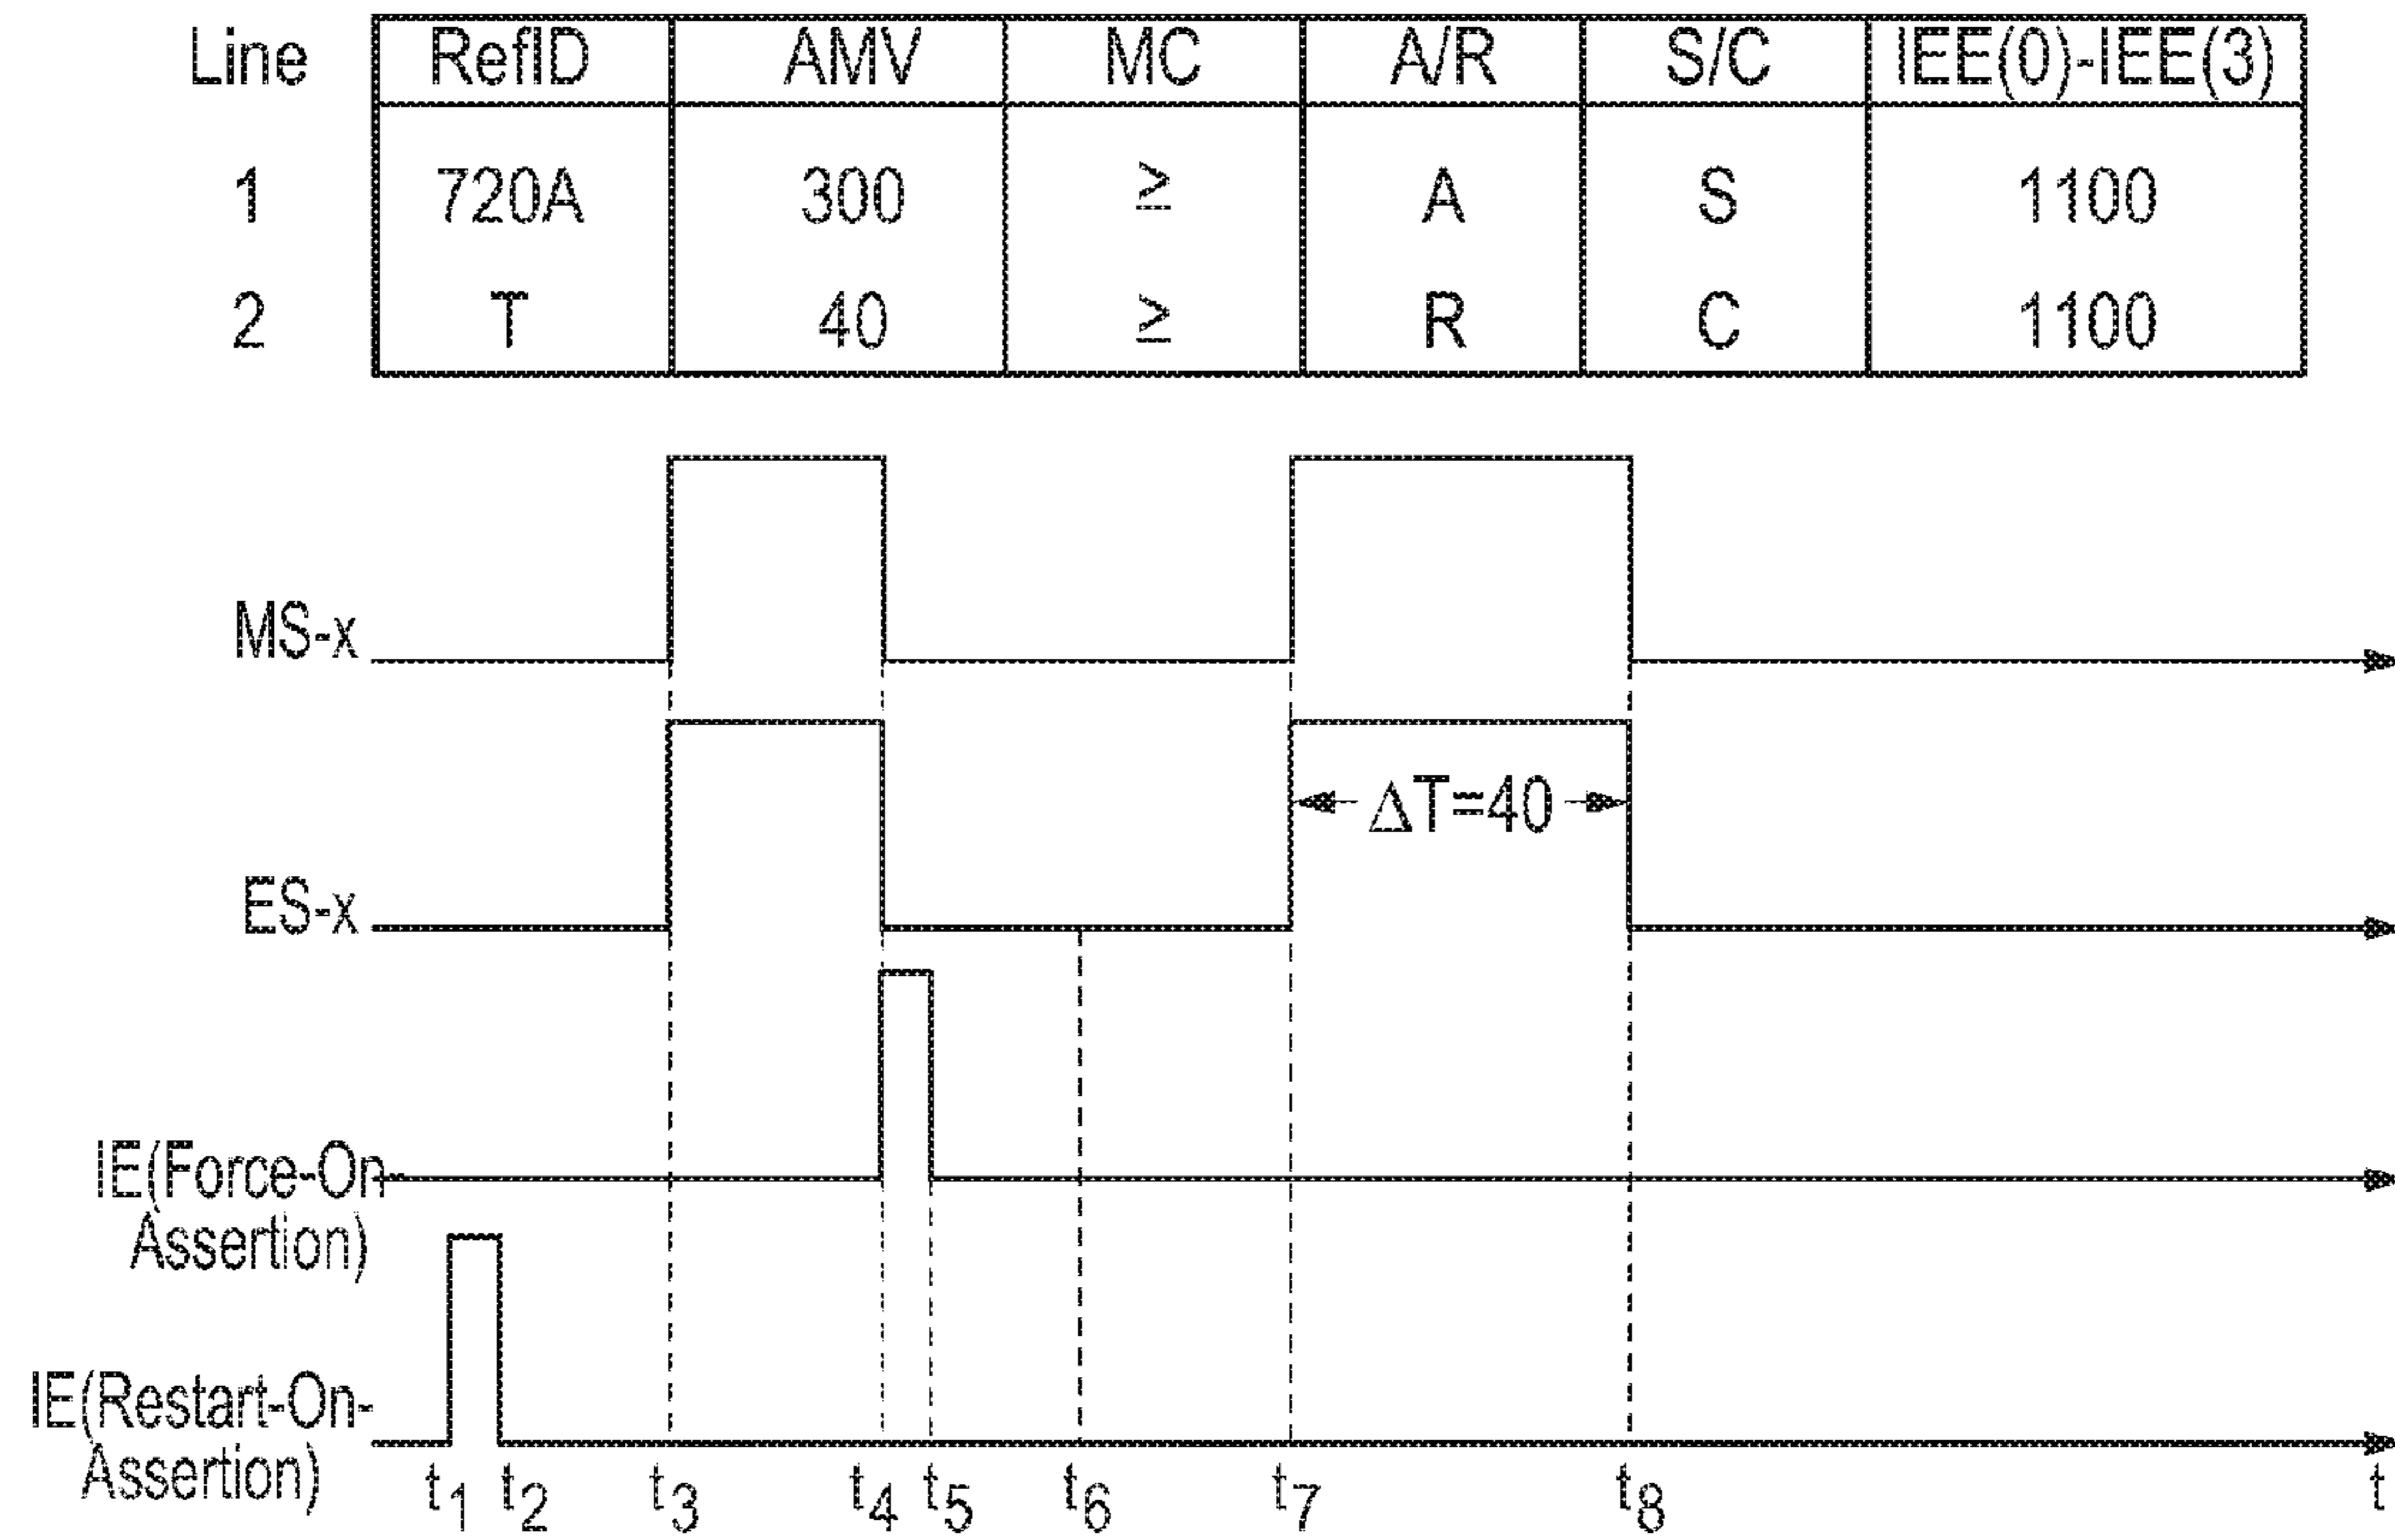 Line RefID AMV MC A/R S/C IEE(0)-IEE(3)
1 720A 300 ≥ A S 1100
2 T 40 ≥ R C 1100
MS-x
ΔT=40
ES-x
IE(Force-On-
Assertion)
IE(Restart-On-
Assertion)
t1 t2 t3 t4 t5 t6 t7 t8 t